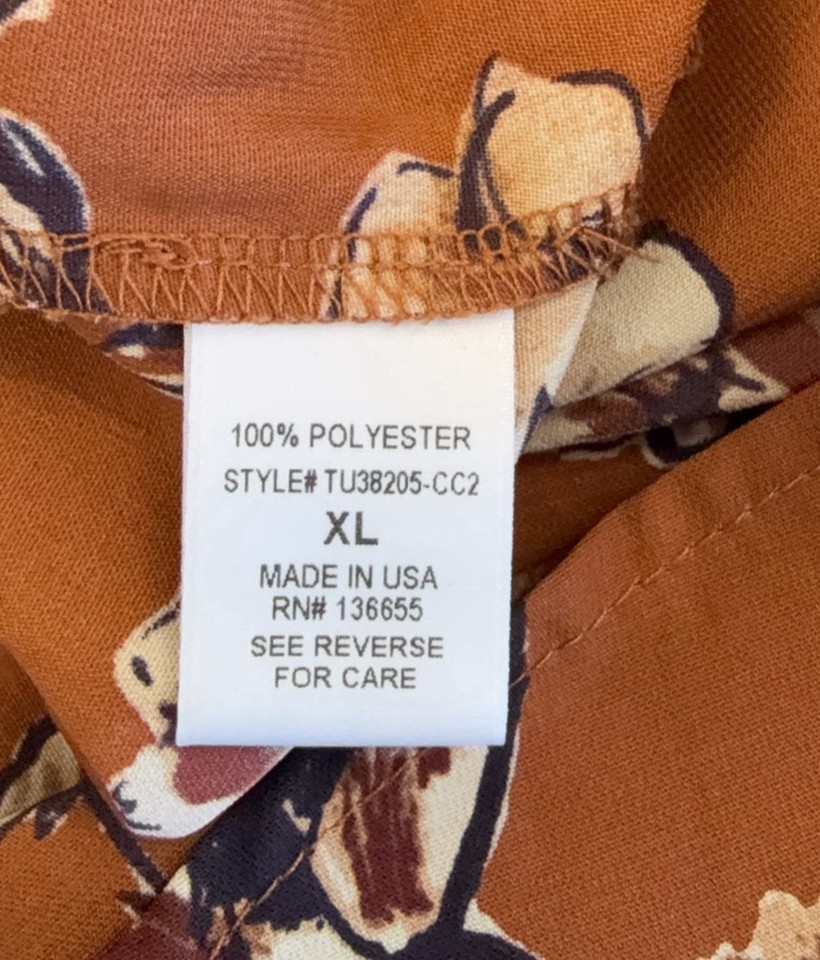 100% POLYESTER
STYLE# TU38205-CC2
XL
MADE IN USA
RN# 136655
SEE REVERSE
FOR CARE